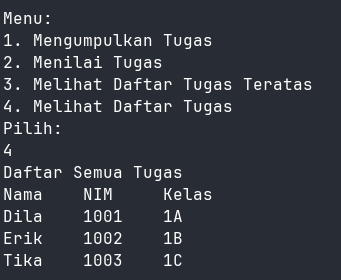 Menu:
1. Mengumpulkan Tugas
2. Menilai Tugas
3. Melihat Daftar Tugas Teratas
4. Melihat Daftar Tugas
Pilih:
4
Daftar Semua Tugas
Nama    NIM     Kelas
Dila    1001    1A
Erik    1002    1B
Tika    1003    1C